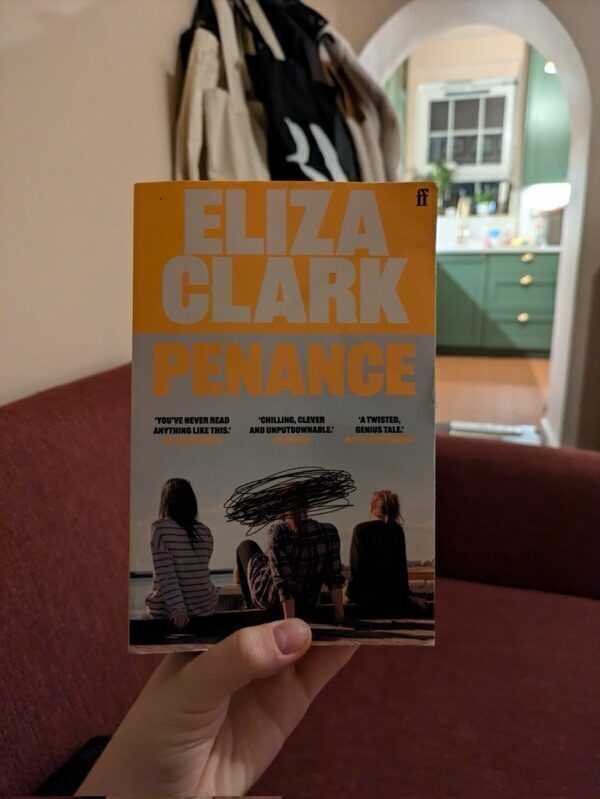 ff
ELIZA
CLARK
PENANCE
'YOU'VE NEVER READ
ANYTHING LIKE THIS.'
'CHILLING, CLEVER
AND UNPUTDOWNABLE.'
'A TWISTED,
GENIUS TALE.'